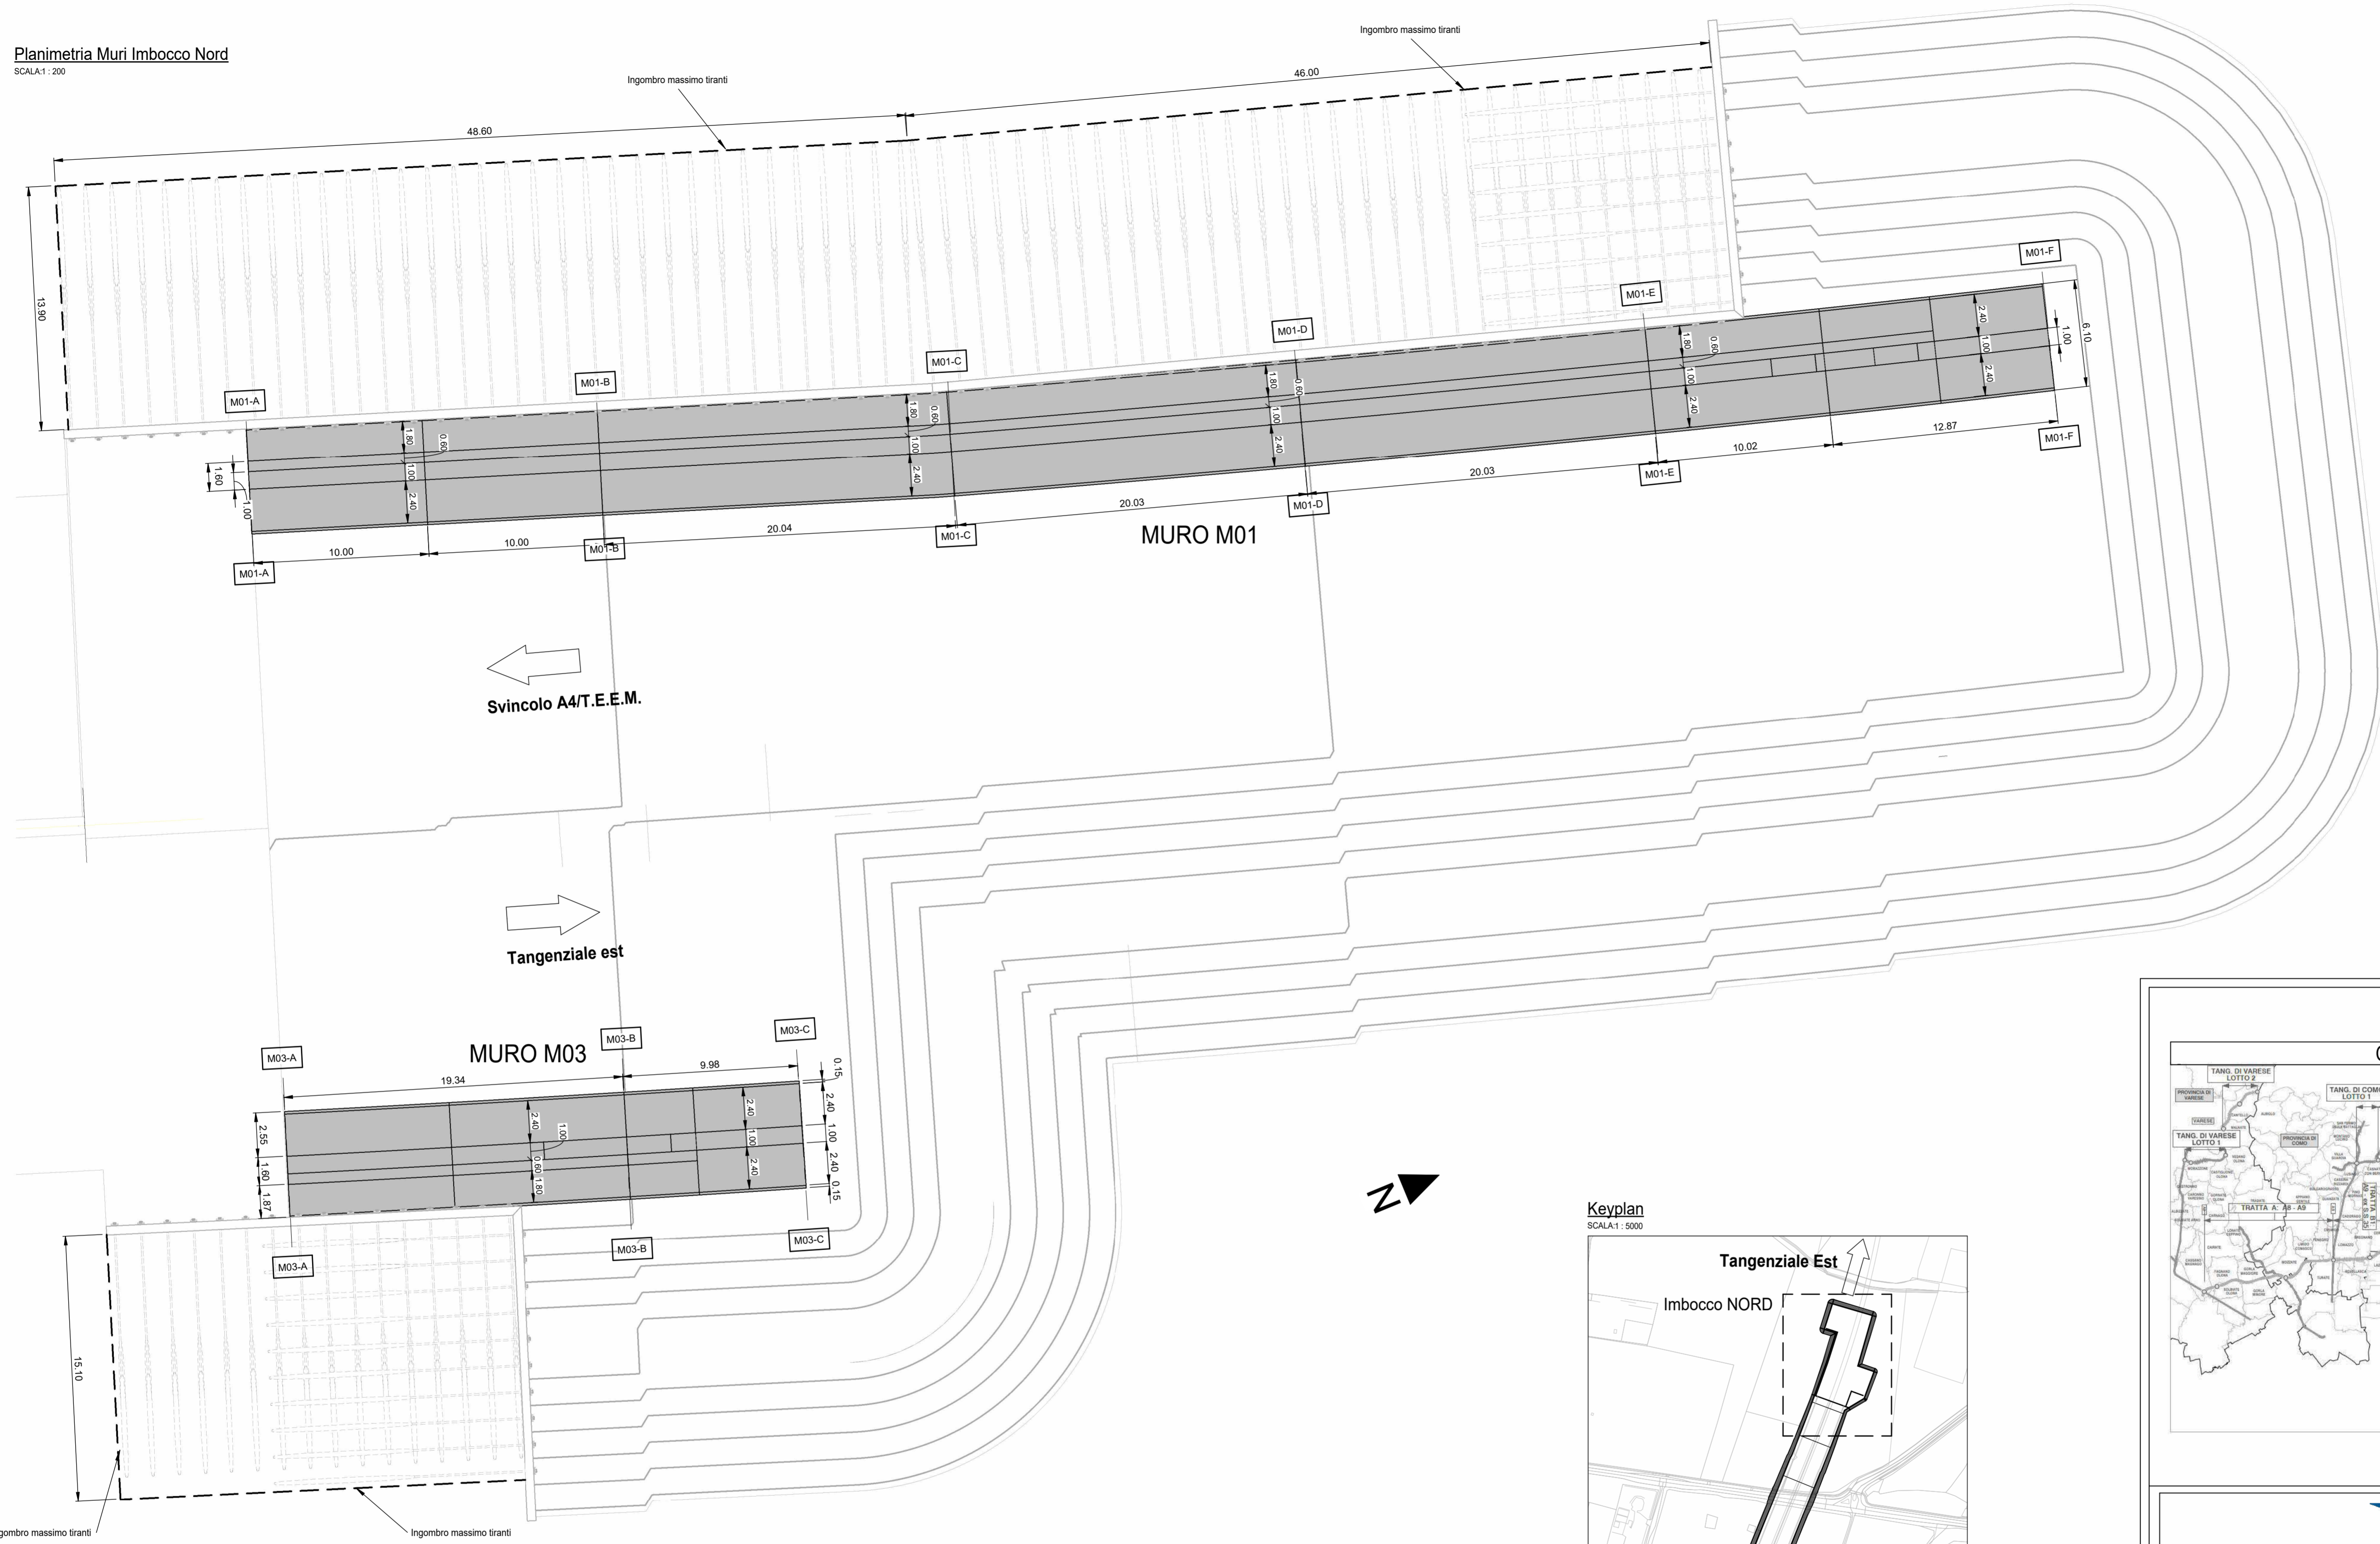 Planimetria Muri Imbocco Nord
SCALA:1 : 200
Ingombro massimo tiranti
Ingombro massimo tiranti
46.00
48.60
13.90
M01-A
M01-B
M01-C
M01-D
M01-E
M01-F
1.80
0.60
1.00
2.40
1.80
0.60
1.00
2.40
1.80
0.60
1.00
2.40
1.80
0.60
1.00
2.40
2.40
1.00
2.40
1.00
6.10
1.60
1.00
10.00
10.00
20.04
20.03
20.03
10.02
12.87
M01-A
M01-B
M01-C
M01-D
M01-E
M01-F
MURO M01
Svincolo A4/T.E.E.M.
Tangenziale est
MURO M03
M03-A
M03-B
M03-C
19.34
9.98
0.15
2.40
1.00
2.40
0.15
2.55
1.60
1.87
2.40
1.00
0.60
1.80
2.40
1.00
2.40
M03-A
M03-B
M03-C
15.10
Ingombro massimo tiranti
N
Keyplan
SCALA:1 : 5000
Tangenziale Est
Imbocco NORD
TANG. DI VARESE
LOTTO 2
PROVINCIA DI
VARESE
VARESE
TANG. DI VARESE
LOTTO 1
PROVINCIA DI
COMO
LOTTO 1
TRATTA A: A8 - A9